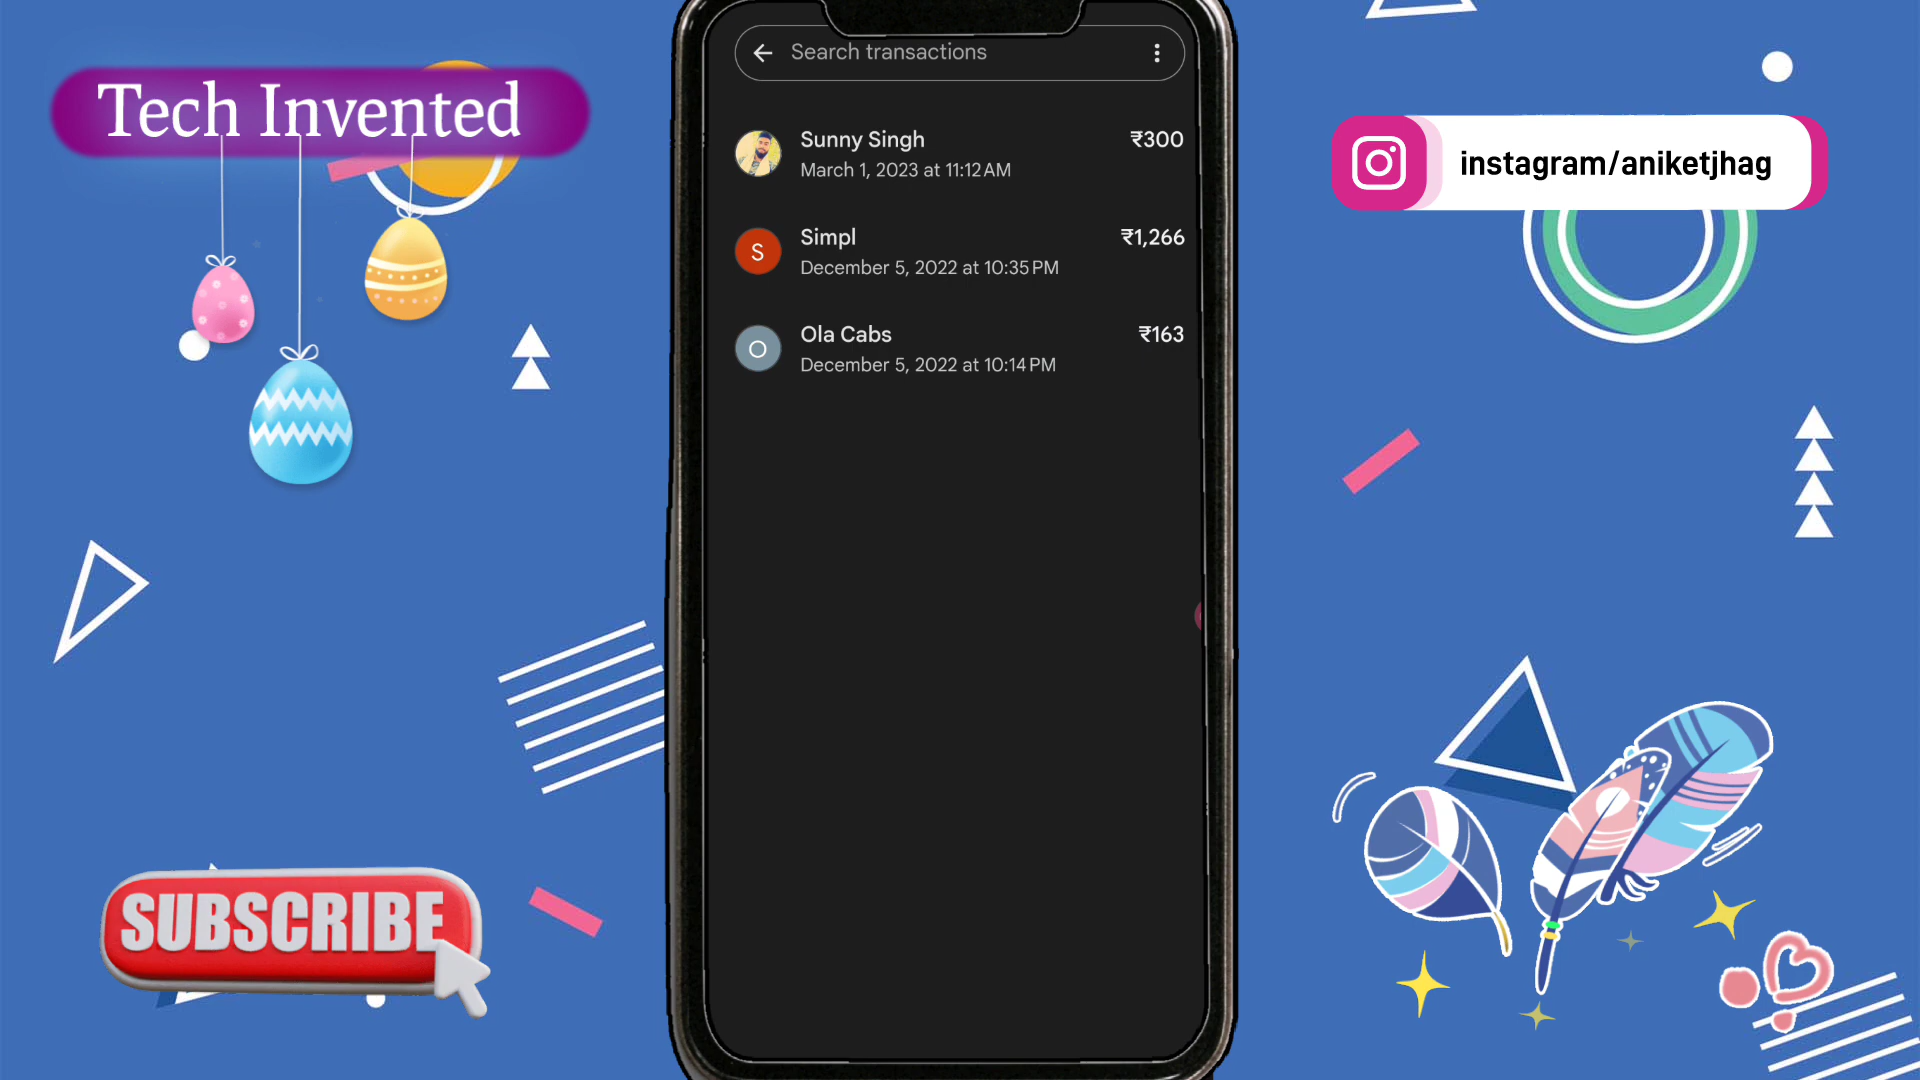 Tech Invented
Search transactions
Sunny Singh
₹300
March 1, 2023 at 11:12 AM
S
Simpl
₹1,266
December 5, 2022 at 10:35 PM
O
Ola Cabs
₹163
December 5, 2022 at 10:14 PM
instagram/aniketjhag
SUBSCRIBE